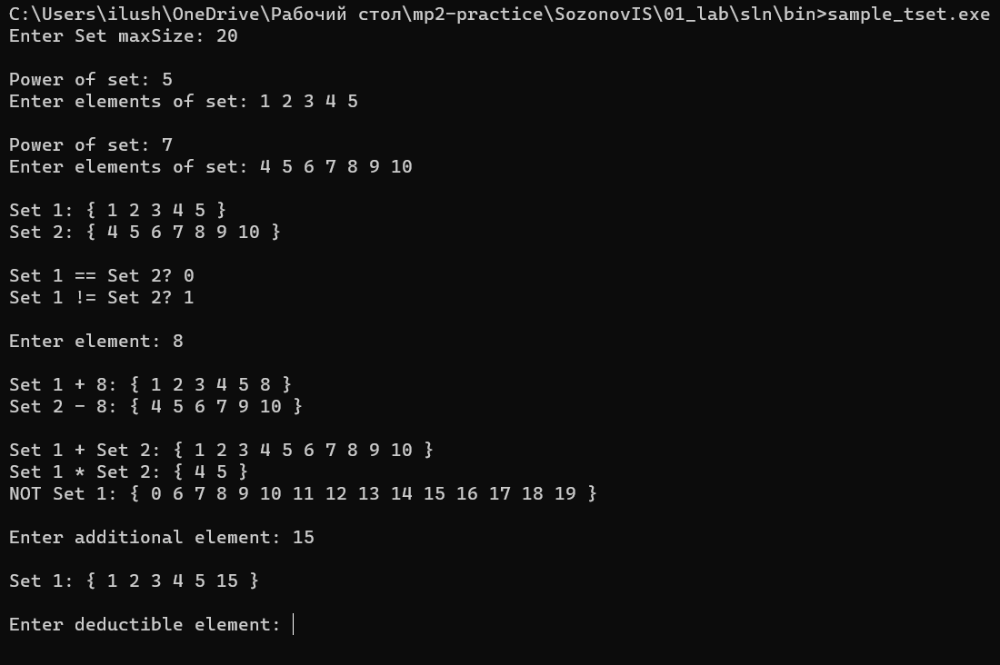 C:\Users\ilush\OneDrive\Рабочий стол\mp2-practice\SozonovIS\01_lab\sln\bin>sample_tset.exe
Enter Set maxSize: 20
Power of set: 5
Enter elements of set: 1 2 3 4 5
Power of set: 7
Enter elements of set: 4 5 6 7 8 9 10
Set 1: { 1 2 3 4 5 }
Set 2: { 4 5 6 7 8 9 10 }
Set 1 == Set 2? 0
Set 1 != Set 2? 1
Enter element: 8
Set 1 + 8: { 1 2 3 4 5 8 }
Set 2 - 8: { 4 5 6 7 9 10 }
Set 1 + Set 2: { 1 2 3 4 5 6 7 8 9 10 }
Set 1 * Set 2: { 4 5 }
NOT Set 1: { 0 6 7 8 9 10 11 12 13 14 15 16 17 18 19 }
Enter additional element: 15
Set 1: { 1 2 3 4 5 15 }
Enter deductible element: